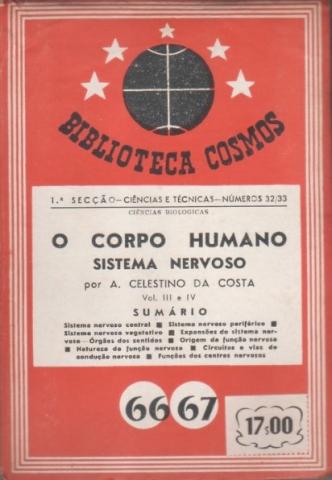 BIBLIOTECA COSMOS
1.ª SECÇÃO—CIÊNCIAS E TÉCNICAS—NÚMEROS 32/33
CIÊNCIAS BIOLOGICAS
O CORPO HUMANO
SISTEMA NERVOSO
por A. CELESTINO DA COSTA
Vol. III e IV
SUMÁRIO
Sistema nervoso central ■ Sistema nervoso periférico ■
Sistema nervoso vegetativo ■ Expansões do sistema ner-
voso — Órgãos dos sentidos ■ Origem da função nervosa
■ Natureza da função nervosa ■ Circuitos e vias de
condução nervosa ■ Funções dos centros nervosos
66 67
17$00